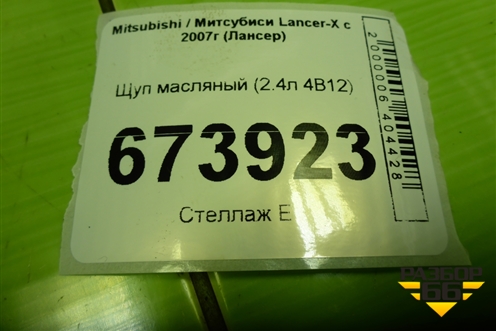 Mitsubishi / Митсубиси Lancer-X с
2007г (Лансер)
Щуп масляный (2.4л 4B12)
673923
Стеллаж Е
2000006404428
РАЗБОР
66